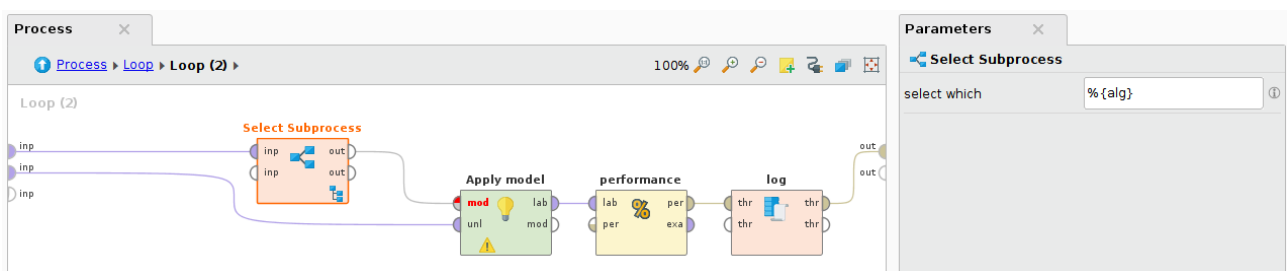 Process
Process Loop Loop (2)
100%
Loop (2)
inp
inp
inp
Select Subprocess
inp out
inp out
Apply model
mod lab
unl mod
performance
% lab per
per exa
log
thr thr
thr thr
out
out
Parameters
Select Subprocess
select which %{alg}